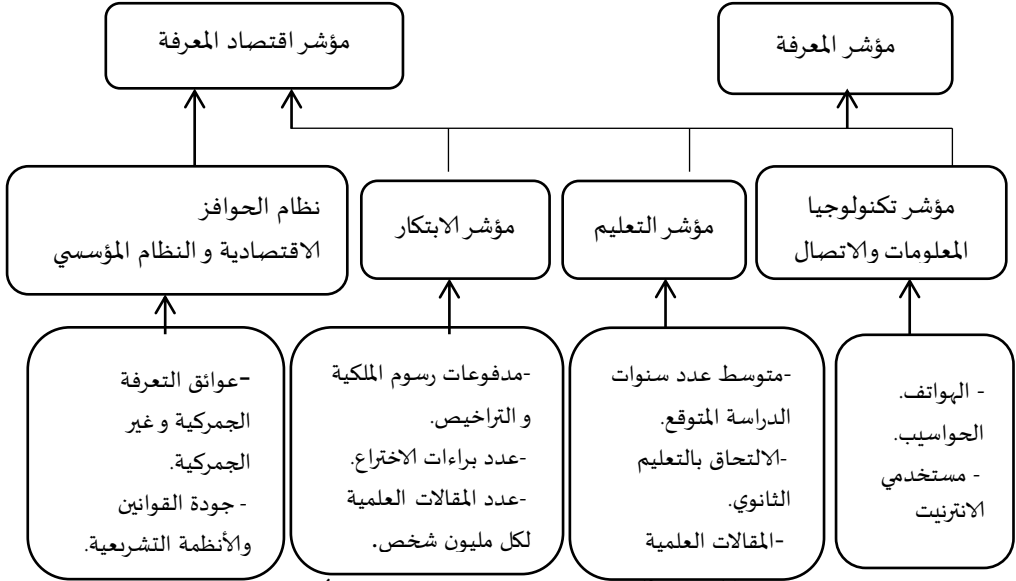 مؤشر المعرفة
مؤشر اقتصاد المعرفة
مؤشر تكنولوجيا
المعلومات والاتصال
مؤشر التعليم
مؤشر الابتكار
نظام الحوافز
الاقتصادية و النظام المؤسسي
- الهواتف.
الحواسيب.
- مستخدمي
الانترنيت
-متوسط عدد سنوات
الدراسة المتوقع.
-الالتحاق بالتعليم
الثانوي.
-المقالات العلمية
-مدفوعات رسوم الملكية
و التراخيص.
-عدد براءات الاختراع.
-عدد المقالات العلمية
لكل مليون شخص.
-عوائق التعرفة
الجمركية و غير
الجمركية.
- جودة القوانين
والأنظمة التشريعية.